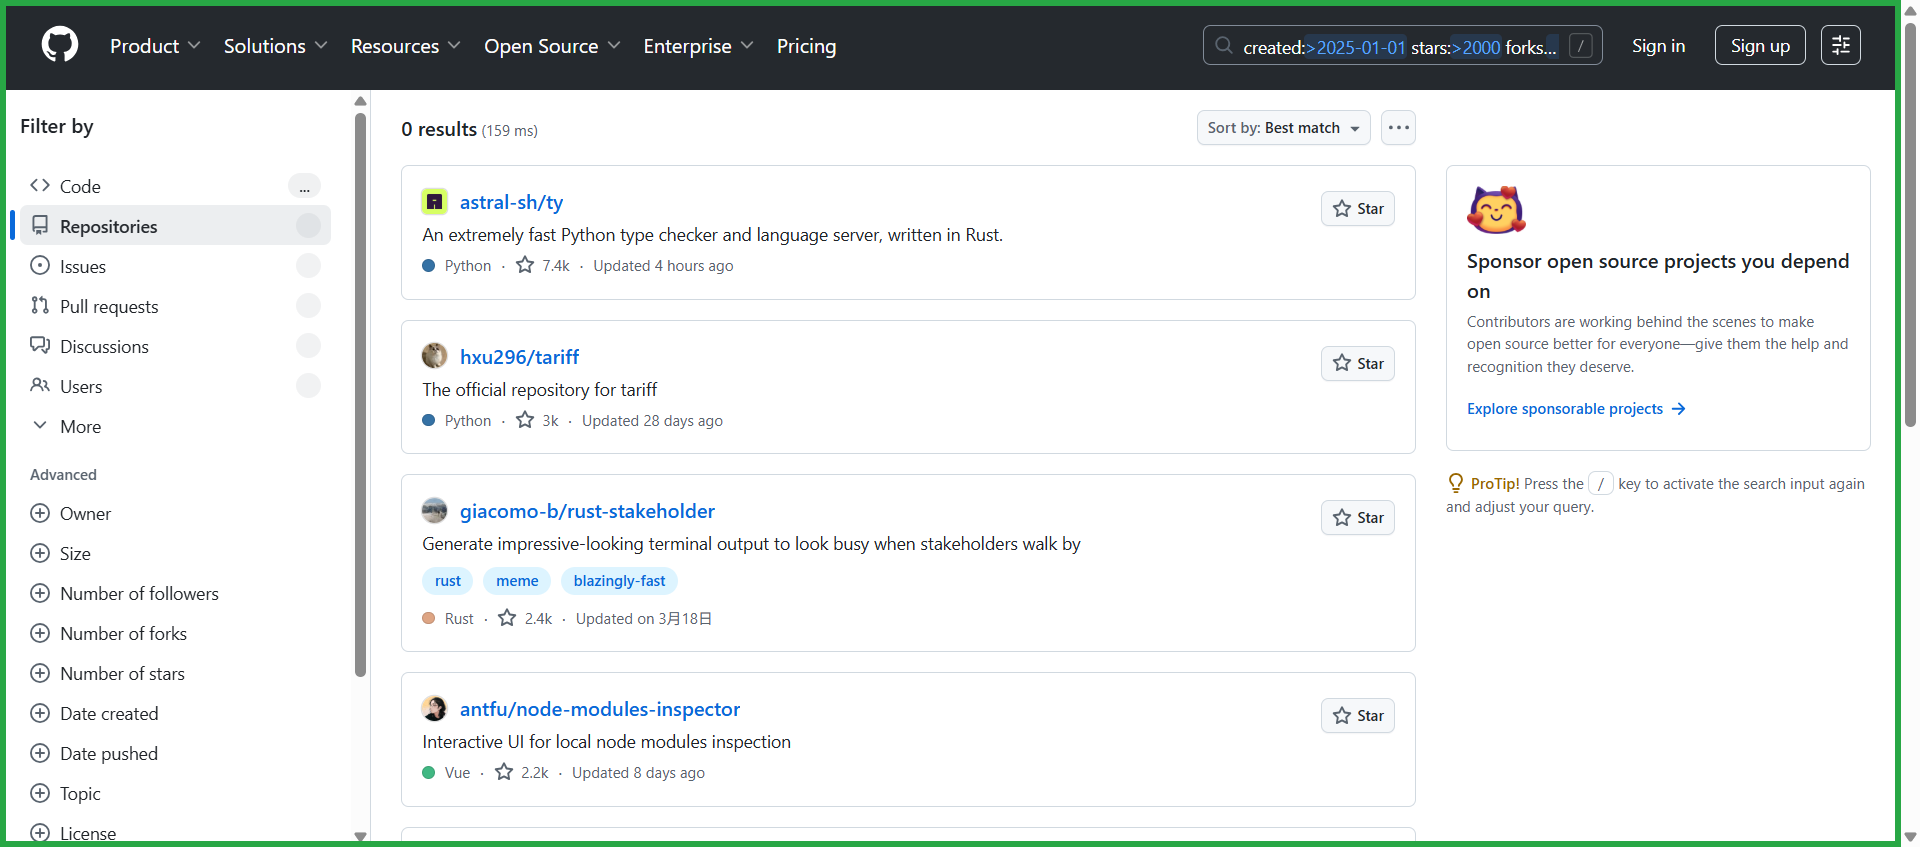 Product Solutions Resources Open Source Enterprise Pricing
created:>2025-01-01 stars:>2000 forks... /
Sign in
Sign up
Filter by
Code ...
Repositories
Issues
Pull requests
Discussions
Users
More
Advanced
Owner
Size
Number of followers
Number of forks
Number of stars
Date created
Date pushed
Topic
License
0 results (159 ms)
Sort by: Best match
astral-sh/ty
Star
An extremely fast Python type checker and language server, written in Rust.
Python · 7.4k · Updated 4 hours ago
hxu296/tariff
Star
The official repository for tariff
Python · 3k · Updated 28 days ago
giacomo-b/rust-stakeholder
Star
Generate impressive-looking terminal output to look busy when stakeholders walk by
rust meme blazingly-fast
Rust · 2.4k · Updated on 3月18日
antfu/node-modules-inspector
Star
Interactive UI for local node modules inspection
Vue · 2.2k · Updated 8 days ago
Sponsor open source projects you depend
on
Contributors are working behind the scenes to make
open source better for everyone—give them the help and
recognition they deserve.
Explore sponsorable projects →
ProTip! Press the / key to activate the search input again
and adjust your query.